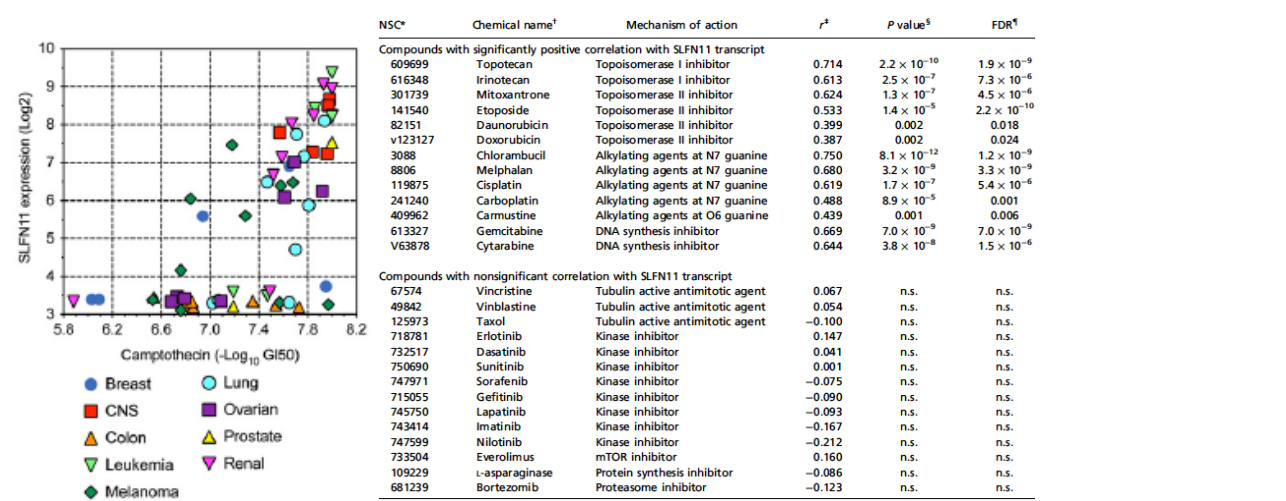 SLFN11 expression (Log2)
10
9
8
7
6
5
4
3
5.8 6.2 6.6 7.0 7.4 7.8 8.2
Camptothecin (-Log10 GI50)
Breast Lung
CNS Ovarian
Colon Prostate
Leukemia Renal
Melanoma
NSC* Chemical name† Mechanism of action r‡ P value§ FDR¶
Compounds with significantly positive correlation with SLFN11 transcript
609699 Topotecan Topoisomerase I inhibitor 0.714 2.2 × 10⁻¹⁰ 1.9 × 10⁻⁹
616348 Irinotecan Topoisomerase I inhibitor 0.613 2.5 × 10⁻⁷ 7.3 × 10⁻⁶
301739 Mitoxantrone Topoisomerase II inhibitor 0.624 1.3 × 10⁻⁷ 4.5 × 10⁻⁶
141540 Etoposide Topoisomerase II inhibitor 0.533 1.4 × 10⁻⁵ 2.2 × 10⁻¹⁰
82151 Daunorubicin Topoisomerase II inhibitor 0.399 0.002 0.018
v123127 Doxorubicin Topoisomerase II inhibitor 0.387 0.002 0.024
3088 Chlorambucil Alkylating agents at N7 guanine 0.750 8.1 × 10⁻¹² 1.2 × 10⁻⁹
8806 Melphalan Alkylating agents at N7 guanine 0.680 3.2 × 10⁻⁹ 3.3 × 10⁻⁹
119875 Cisplatin Alkylating agents at N7 guanine 0.619 1.7 × 10⁻⁷ 5.4 × 10⁻⁶
241240 Carboplatin Alkylating agents at N7 guanine 0.488 8.9 × 10⁻⁵ 0.001
409962 Carmustine Alkylating agents at O6 guanine 0.439 0.001 0.006
613327 Gemcitabine DNA synthesis inhibitor 0.669 7.0 × 10⁻⁹ 7.0 × 10⁻⁹
V63878 Cytarabine DNA synthesis inhibitor 0.644 3.8 × 10⁻⁸ 1.5 × 10⁻⁶
Compounds with nonsignificant correlation with SLFN11 transcript
67574 Vincristine Tubulin active antimitotic agent 0.067 n.s. n.s.
49842 Vinblastine Tubulin active antimitotic agent 0.054 n.s. n.s.
125973 Taxol Tubulin active antimitotic agent −0.100 n.s. n.s.
718781 Erlotinib Kinase inhibitor 0.147 n.s. n.s.
732517 Dasatinib Kinase inhibitor 0.041 n.s. n.s.
750690 Sunitinib Kinase inhibitor 0.001 n.s. n.s.
747971 Sorafenib Kinase inhibitor −0.075 n.s. n.s.
715055 Gefitinib Kinase inhibitor −0.090 n.s. n.s.
745750 Lapatinib Kinase inhibitor −0.093 n.s. n.s.
743414 Imatinib Kinase inhibitor −0.167 n.s. n.s.
747599 Nilotinib Kinase inhibitor −0.212 n.s. n.s.
733504 Everolimus mTOR inhibitor 0.160 n.s. n.s.
109229 L-asparaginase Protein synthesis inhibitor −0.086 n.s. n.s.
681239 Bortezomib Proteasome inhibitor −0.123 n.s. n.s.